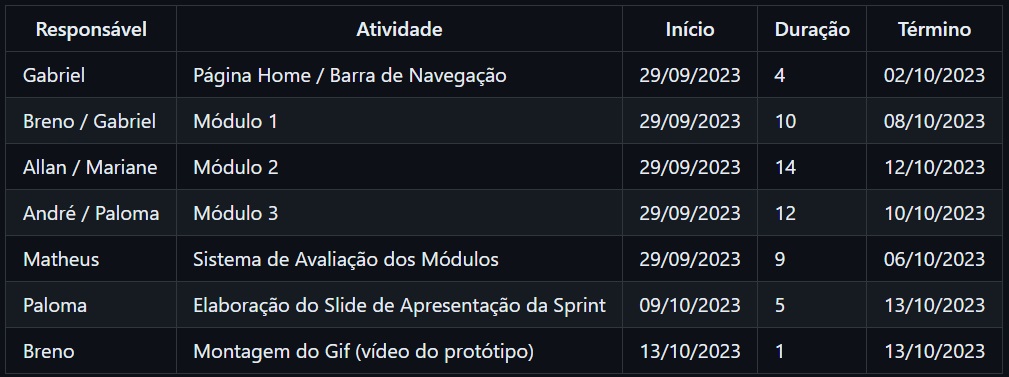 Responsável Atividade Início Duração Término
Gabriel Página Home / Barra de Navegação 29/09/2023 4 02/10/2023
Breno / Gabriel Módulo 1 29/09/2023 10 08/10/2023
Allan / Mariane Módulo 2 29/09/2023 14 12/10/2023
André / Paloma Módulo 3 29/09/2023 12 10/10/2023
Matheus Sistema de Avaliação dos Módulos 29/09/2023 9 06/10/2023
Paloma Elaboração do Slide de Apresentação da Sprint 09/10/2023 5 13/10/2023
Breno Montagem do Gif (vídeo do protótipo) 13/10/2023 1 13/10/2023